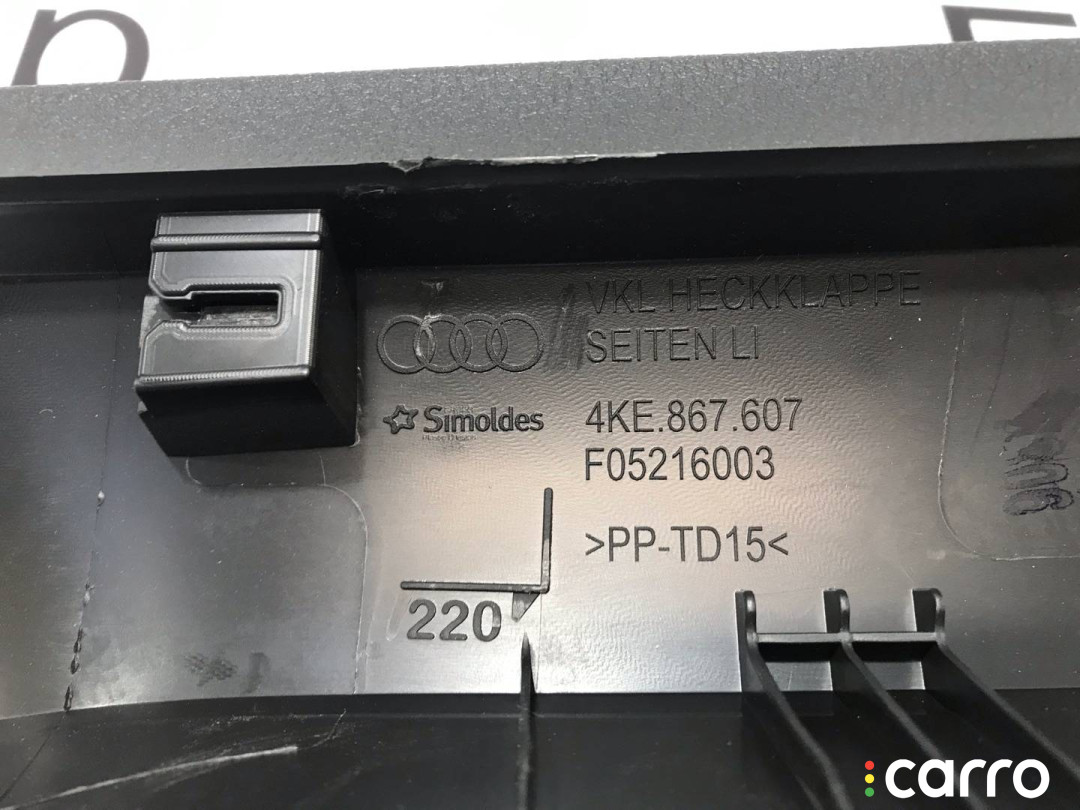 VKL HECKKLAPPE
SEITEN LI
Simoldes
4KE.867.607
F05216003
>PP-TD15<
220
carro